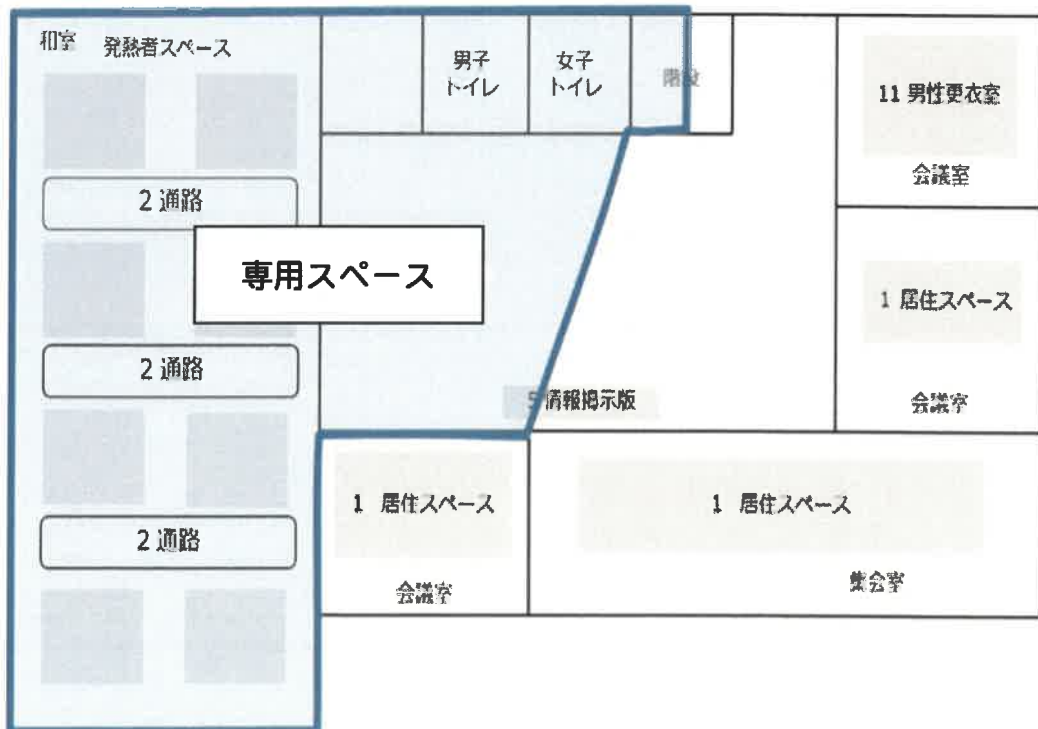 和室 発熱者スペース
男子
トイレ
女子
トイレ
階段
11 男性更衣室
会議室
2 通路
専用スペース
1 居住スペース
会議室
2 通路
5 情報掲示版
1 居住スペース
会議室
1 居住スペース
集会室
2 通路